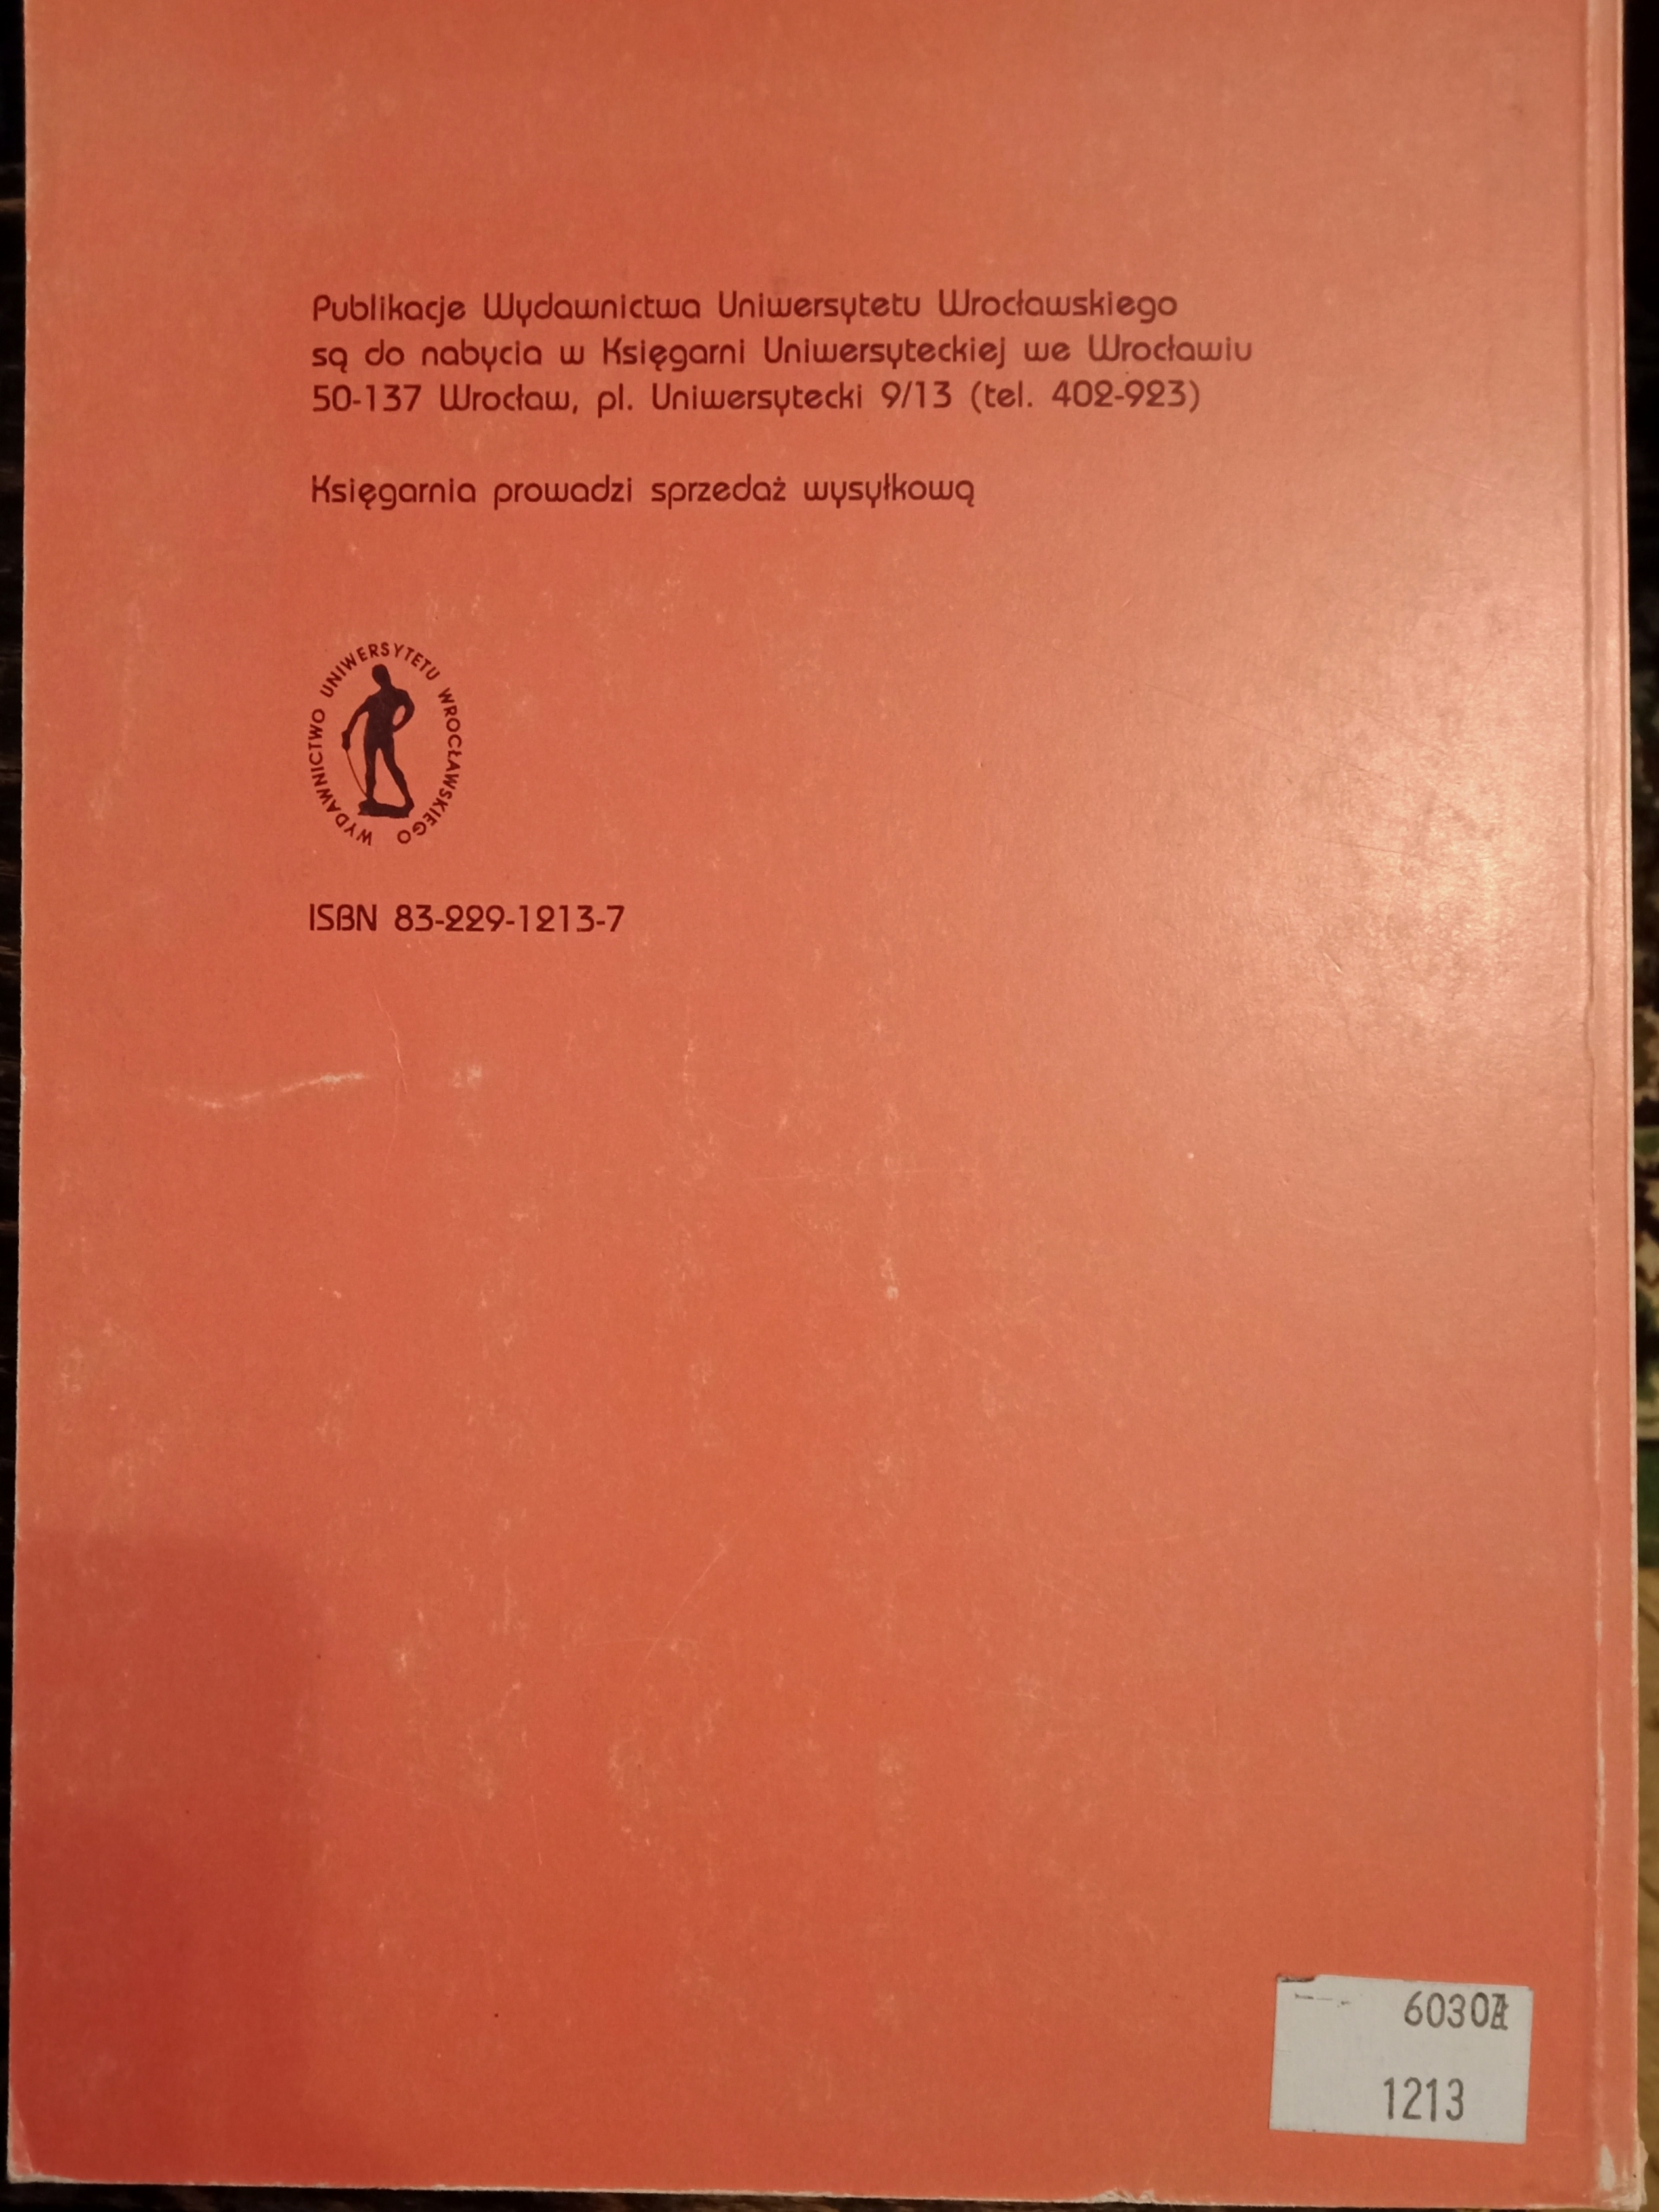 Publikacje Wydawnictwa Uniwersytetu Wrocławskiego
są do nabycia w Księgarni Uniwersyteckiej we Wrocławiu
50-137 Wrocław, pl. Uniwersytecki 9/13 (tel. 402-923)
Księgarnia prowadzi sprzedaż wysyłkową
WYDAWNICTWO UNIWERSYTETU WROCŁAWSKIEGO
ISBN 83-229-1213-7
1213